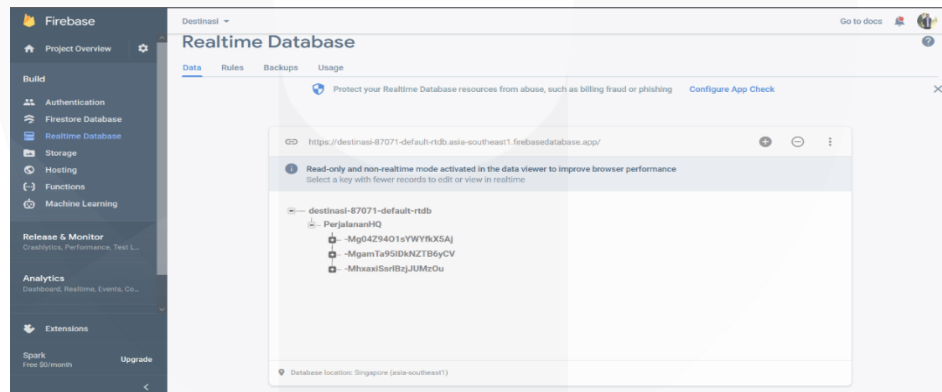 Firebase
Destinasi
Go to docs
Project Overview
Realtime Database
Data Rules Backups Usage
Build
Protect your Realtime Database resources from abuse, such as billing fraud or phishing Configure App Check
Authentication
Firestore Database
Realtime Database
Storage
Hosting
Functions
Machine Learning
https://destinasi-87071-default-rtdb.asia-southeast1.firebasedatabase.app/
Read-only and non-realtime mode activated in the data viewer to improve browser performance
Select a key with fewer records to edit or view in realtime
destinasi-87071-default-rtdb
PerjalananHQ
-Mg04Z94O1sYWYfkX5Aj
-MgamTa95IDkNZTB6yCV
-MhxaxiSsrIBzjJUMzOu
Release & Monitor
Crashlytics, Performance, Test L...
Analytics
Dashboard, Realtime, Events, Co...
Extensions
Spark
Free $0/month
Upgrade
Database location: Singapore (asia-southeast1)